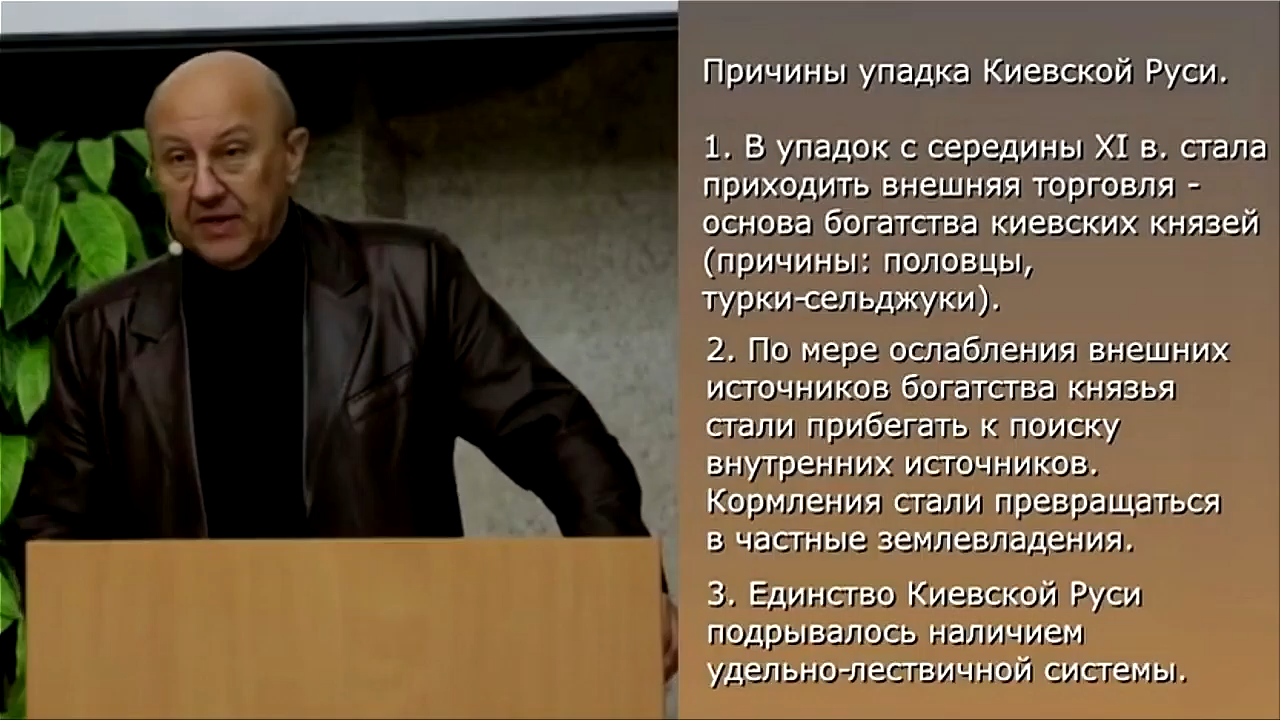 Причины упадка Киевской Руси.
1. В упадок с середины XI в. стала
приходить внешняя торговля -
основа богатства киевских князей
(причины: половцы,
турки-сельджуки).
2. По мере ослабления внешних
источников богатства князья
стали прибегать к поиску
внутренних источников.
Кормления стали превращаться
в частные землевладения.
3. Единство Киевской Руси
подрывалось наличием
удельно-лествичной системы.